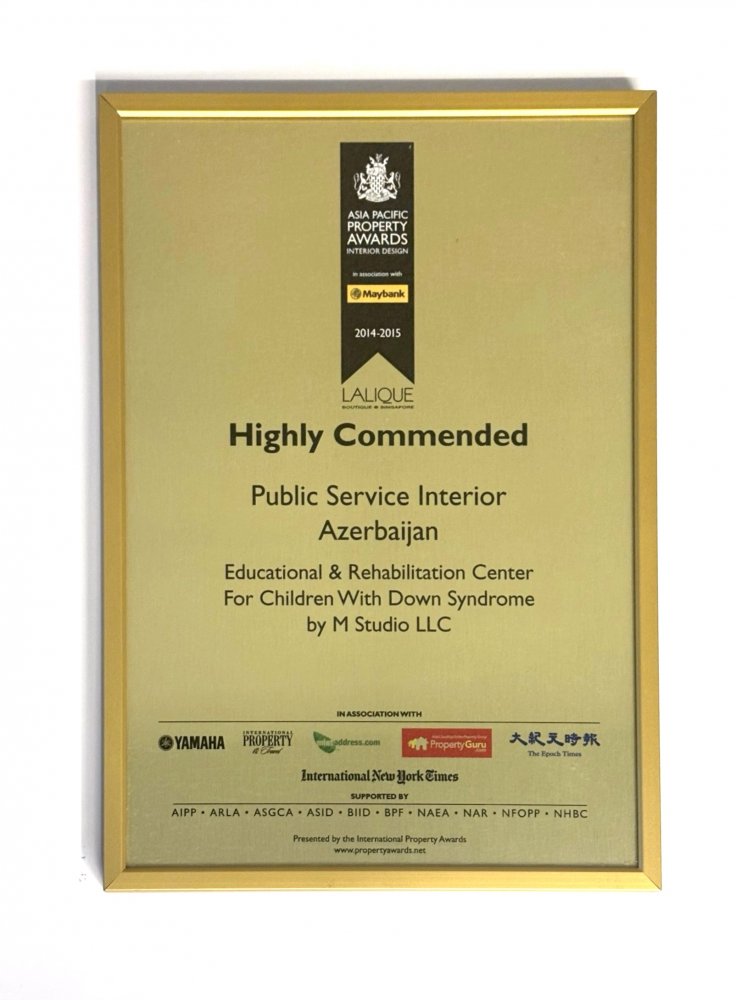 ASIA PACIFIC
PROPERTY
AWARDS
INTERIOR DESIGN
in association with
Maybank
2014-2015
LALIQUE
BOUTIQUE SINGAPORE
Highly Commended
Public Service Interior
Azerbaijan
Educational & Rehabilitation Center
For Children With Down Syndrome
by M Studio LLC
IN ASSOCIATION WITH
YAMAHA
INTERNATIONAL
PROPERTY
& Travel
address.com
PropertyGuru
.com
大紀元時報
The Epoch Times
International New York Times
SUPPORTED BY
AIPP • ARLA • ASGCA • ASID • BIID • BPF • NAEA • NAR • NFOPP • NHBC
Presented by the International Property Awards
www.propertyawards.net